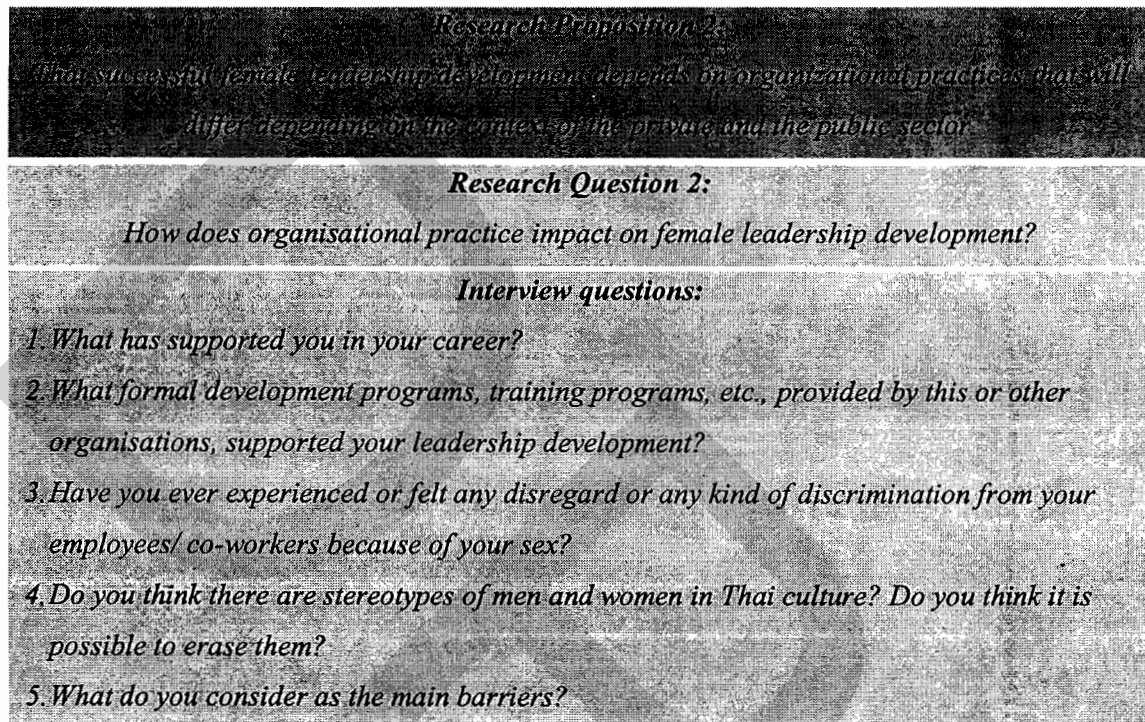 Research Proposition 2:
That successful female leadership development depends on organizational practices that will
differ depending on the context of the private and the public sector
Research Question 2:
How does organisational practice impact on female leadership development?
Interview questions:
1. What has supported you in your career?
2. What formal development programs, training programs, etc., provided by this or other
organisations, supported your leadership development?
3. Have you ever experienced or felt any disregard or any kind of discrimination from your
employees/ co-workers because of your sex?
4. Do you think there are stereotypes of men and women in Thai culture? Do you think it is
possible to erase them?
5. What do you consider as the main barriers?